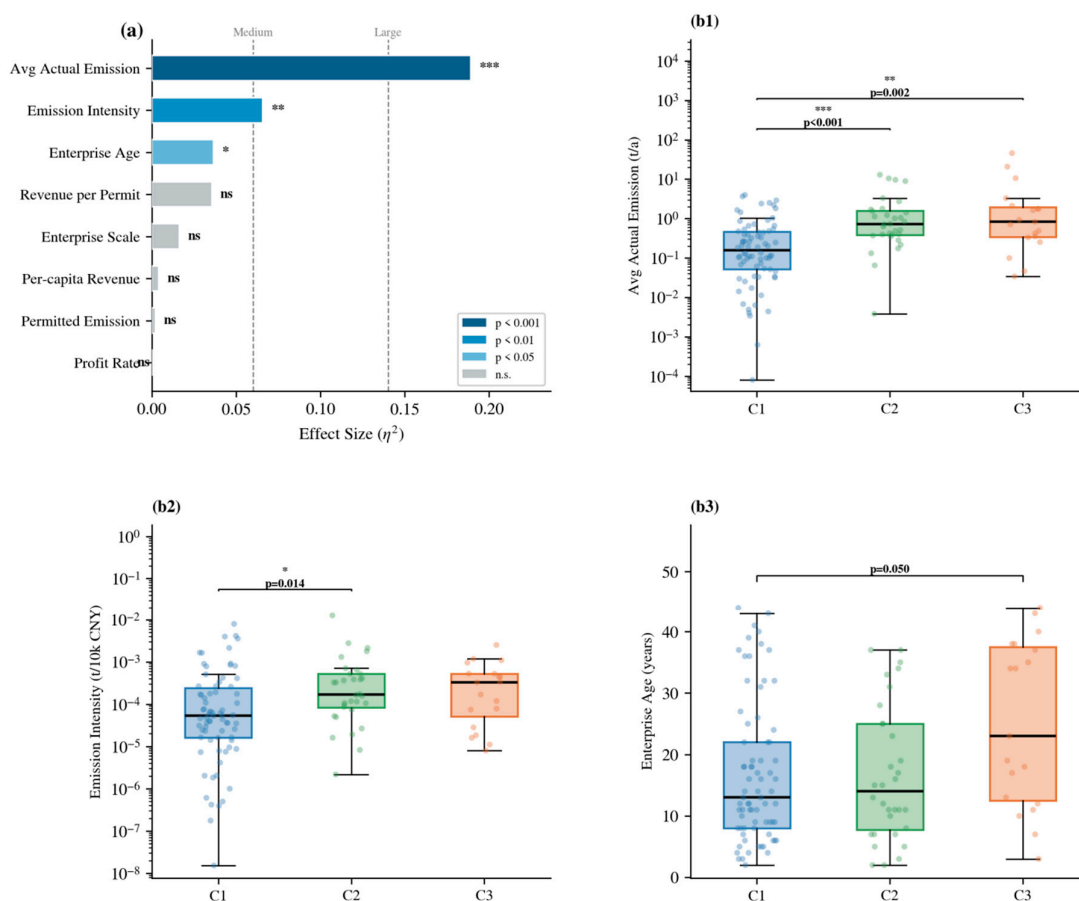 (a)
Medium
Large
Avg Actual Emission
***
Emission Intensity
**
Enterprise Age
*
Revenue per Permit
ns
Enterprise Scale
ns
Per-capita Revenue
ns
Permitted Emission
ns
Profit Rate
ns
p < 0.001
p < 0.01
p < 0.05
n.s.
0.00 0.05 0.10 0.15 0.20
Effect Size (η²)
(b1)
Avg Actual Emission (t/a)
10⁴
10³
10²
10¹
10⁰
10⁻¹
10⁻²
10⁻³
10⁻⁴
**
p=0.002
***
p<0.001
C1 C2 C3
(b2)
Emission Intensity (t/10k CNY)
10⁰
10⁻¹
10⁻²
10⁻³
10⁻⁴
10⁻⁵
10⁻⁶
10⁻⁷
10⁻⁸
*
p=0.014
C1 C2 C3
(b3)
Enterprise Age (years)
50
40
30
20
10
0
p=0.050
C1 C2 C3